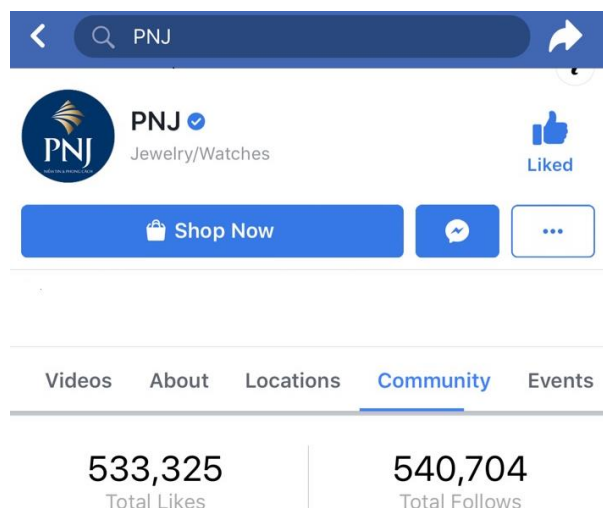 PNJ
PNJ
PNJ
Jewelry/Watches
Liked
Shop Now
Videos About Locations Community Events
533,325 540,704
Total Likes Total Follows